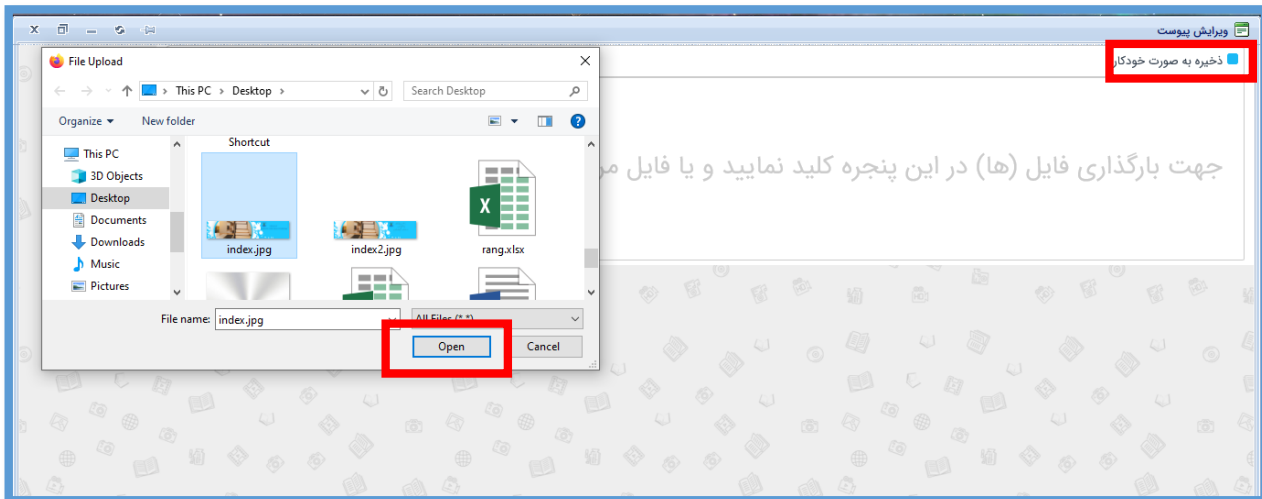 ویرایش پیوست
ذخیره به صورت خودکار
جهت بارگذاری فایل (ها) در این پنجره کلید نمایید و یا فایل
File Upload
This PC > Desktop >
Search Desktop
Organize
New folder
This PC
3D Objects
Desktop
Documents
Downloads
Music
Pictures
Shortcut
index.jpg
index2.jpg
rang.xlsx
File name: index.jpg
All Files (*.*)
Open
Cancel